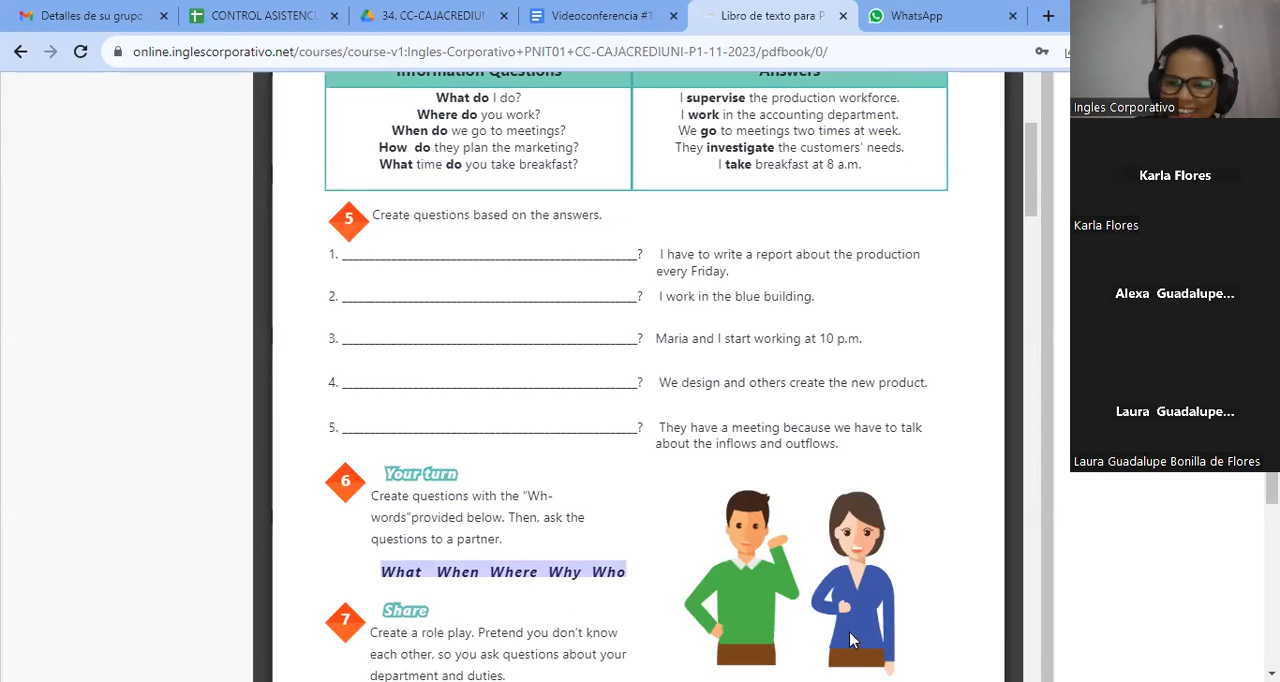 Detalles de su grupo
CONTROL ASISTENC
34. CC-CAJACREDIU
Videoconferencia #1
Libro de texto para P
WhatsApp
online.inglescorporativo.net/courses/course-v1:Ingles-Corporativo+PNIT01+CC-CAJACREDIUNI-P1-11-2023/pdfbook/0/
Information Questions Answers
What do I do? I supervise the production workforce.
Where do you work? I work in the accounting department.
When do we go to meetings? We go to meetings two times at week.
How do they plan the marketing? They investigate the customers’ needs.
What time do you take breakfast? I take breakfast at 8 a.m.
5 Create questions based on the answers.
1. ? I have to write a report about the production
every Friday.
2. ? I work in the blue building.
3. ? Maria and I start working at 10 p.m.
4. ? We design and others create the new product.
5. ? They have a meeting because we have to talk
about the inflows and outflows.
6 Your turn
Create questions with the “Wh-
words”provided below. Then, ask the
questions to a partner.
What When Where Why Who
7 Share
Create a role play. Pretend you don’t know
each other, so you ask questions about your
department and duties.
Ingles Corporativo
Karla Flores
Karla Flores
Alexa Guadalupe...
Laura Guadalupe...
Laura Guadalupe Bonilla de Flores